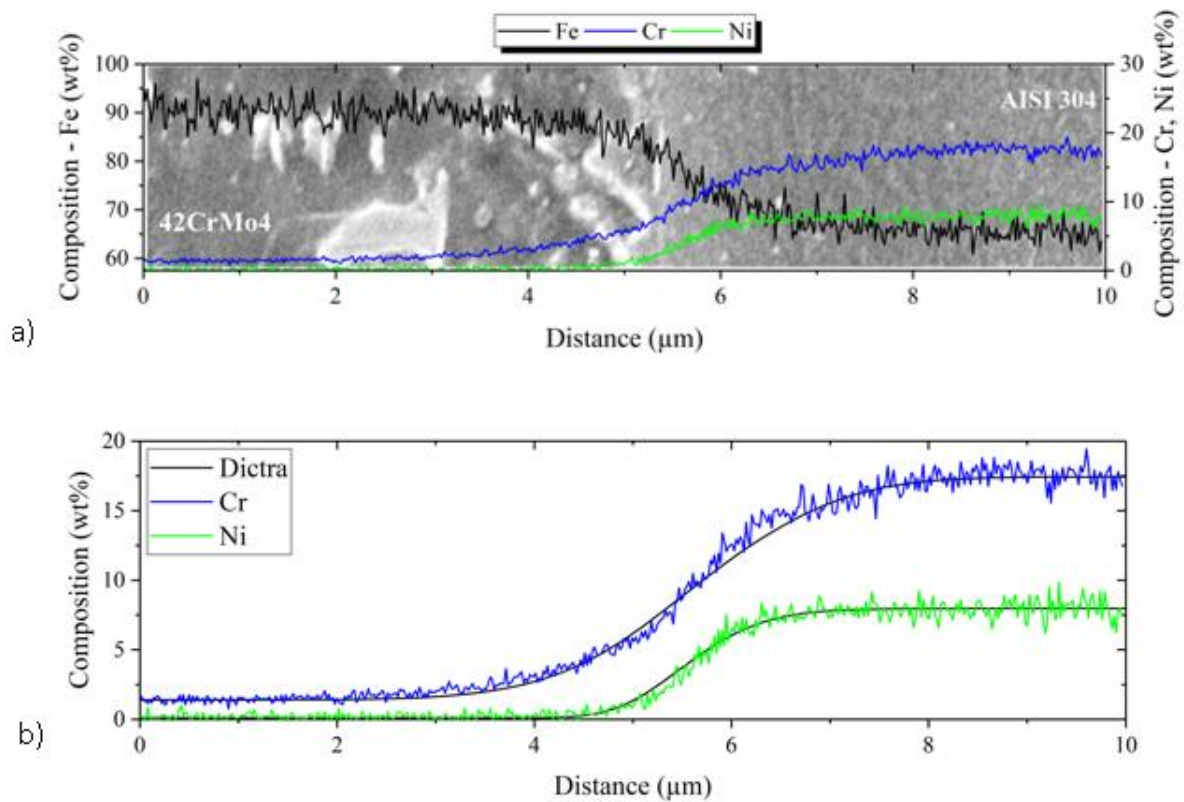 Fe Cr Ni
100
90
80
70
60
Composition - Fe (wt%)
30
20
10
0
Composition - Cr, Ni (wt%)
AISI 304
42CrMo4
0 2 4 6 8 10
Distance (μm)
a)
20
15
10
5
0
Composition (wt%)
Dictra
Cr
Ni
0 2 4 6 8 10
Distance (μm)
b)